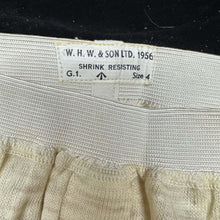 W. H. W. & SON LTD. 1956
SHRINK RESISTING
G.1. Size 4